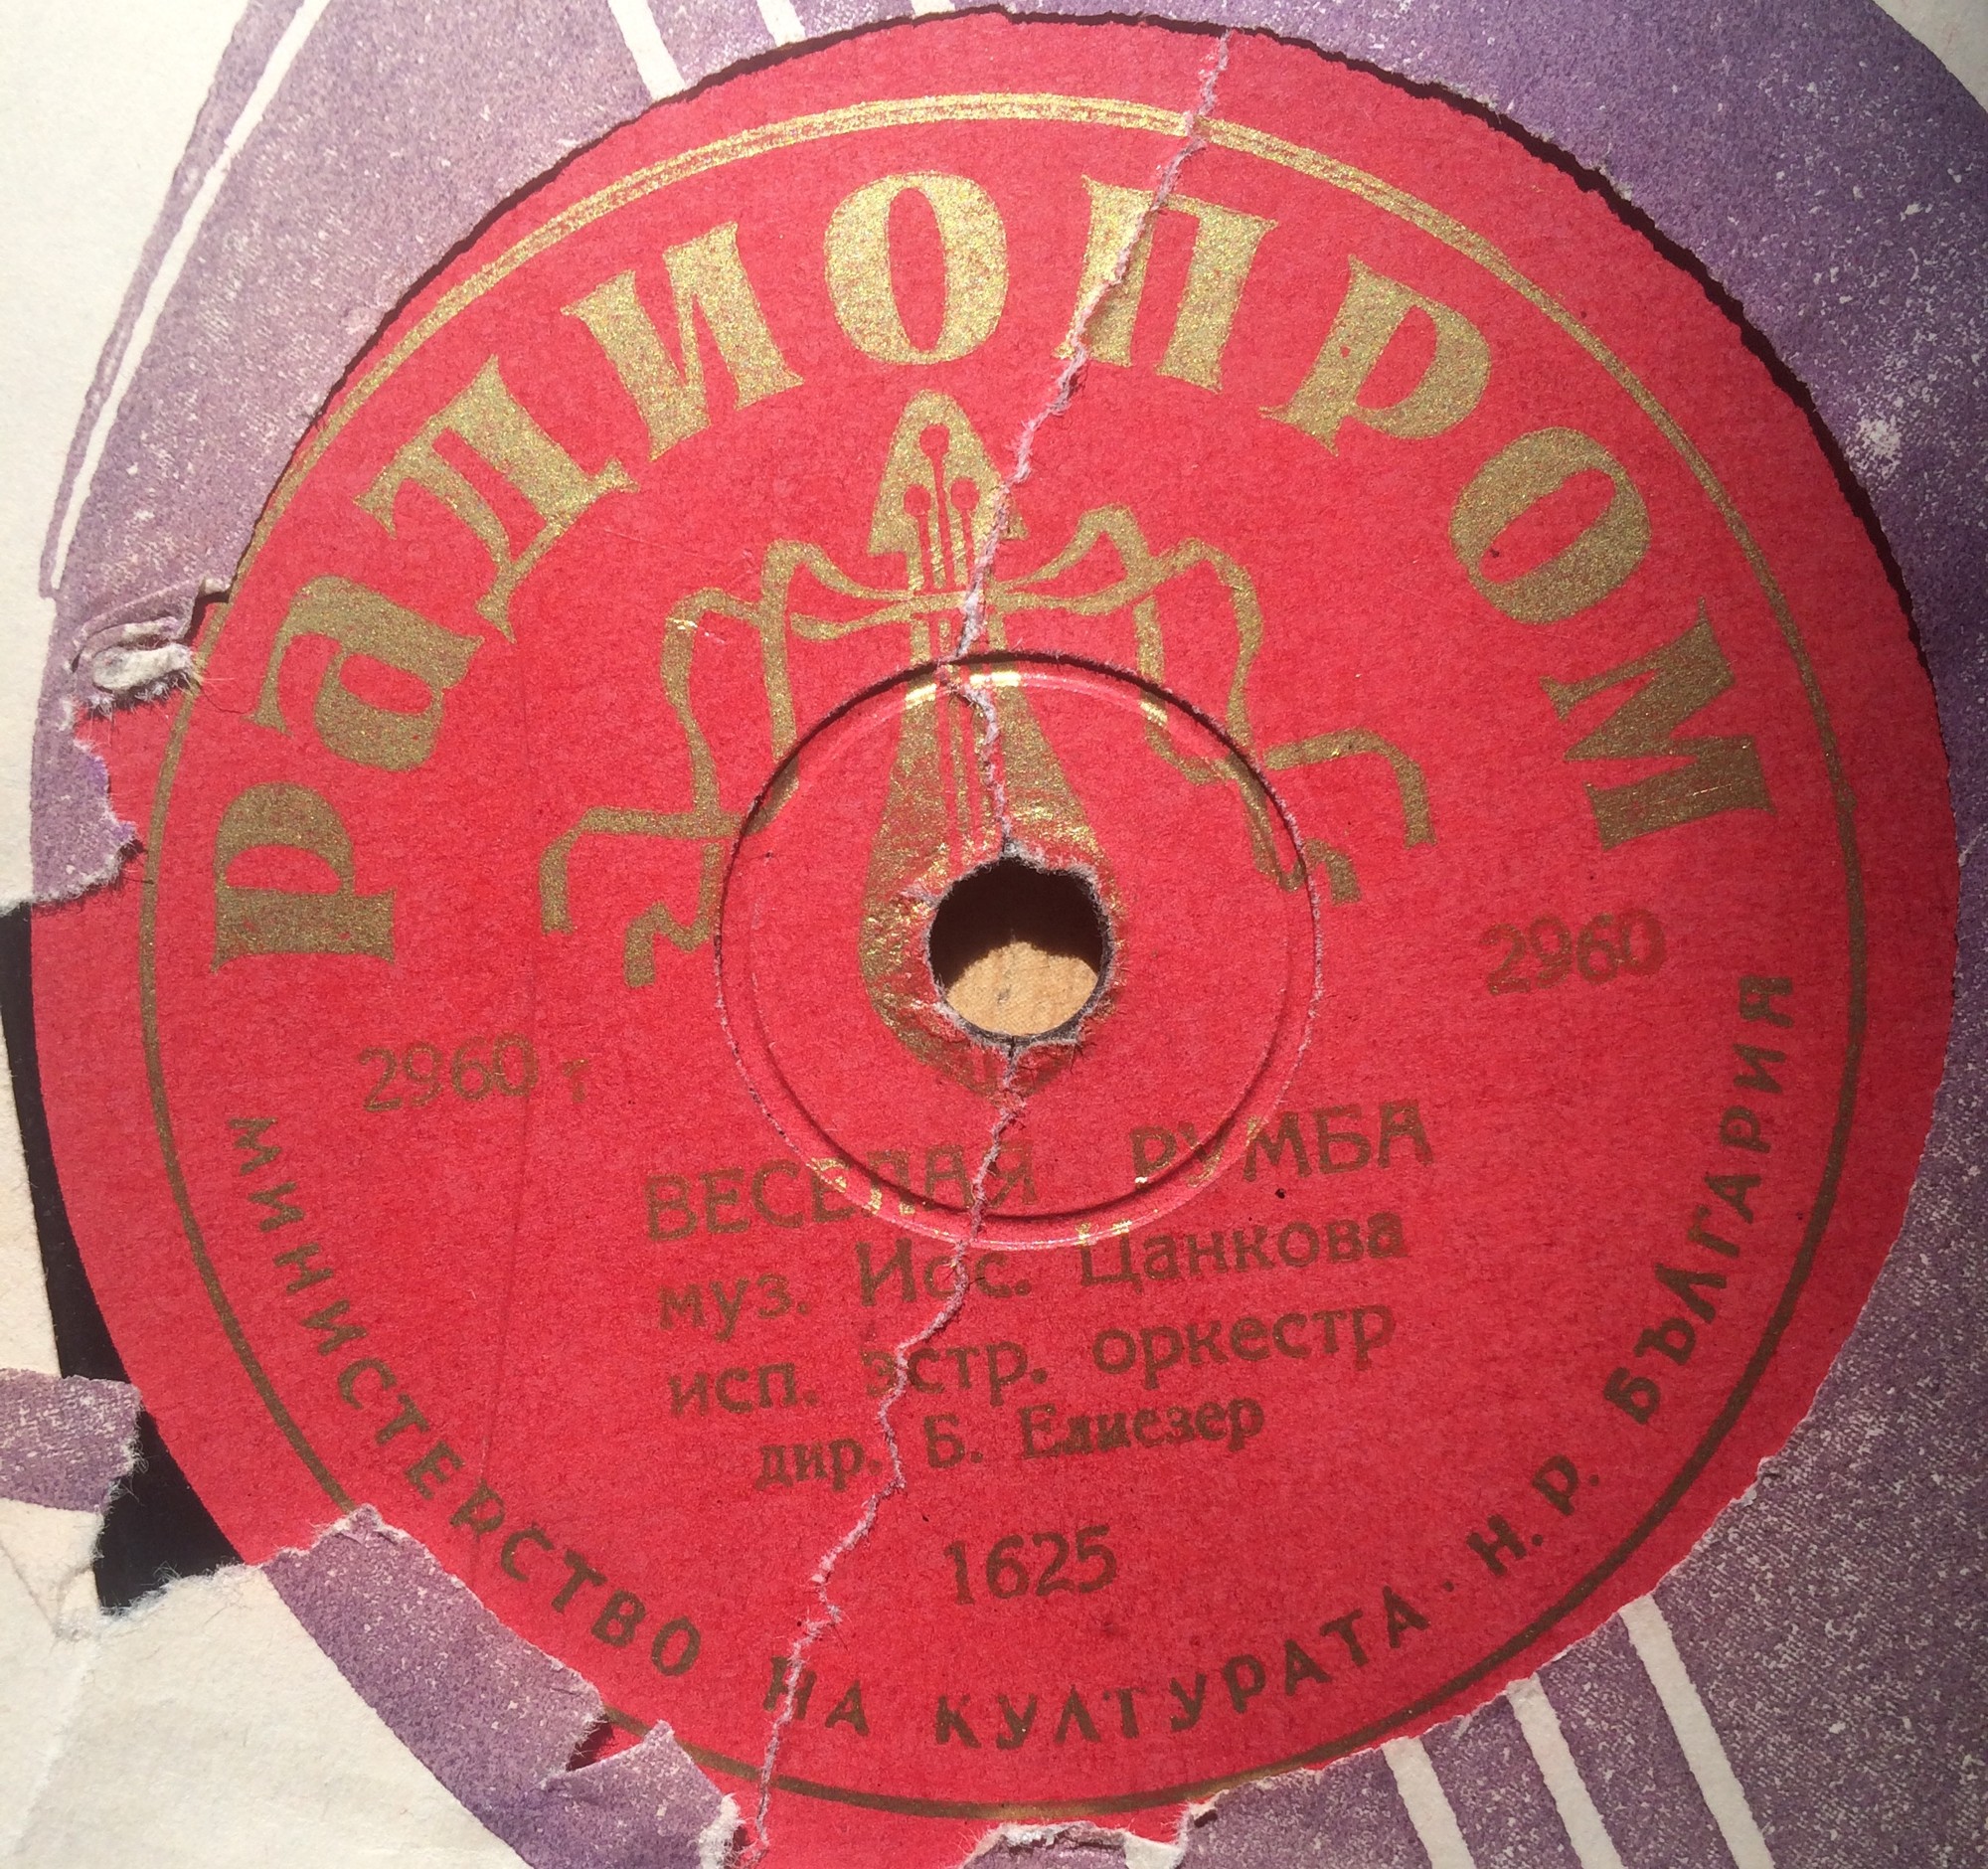 радиопром
2960
2960 г
ВЕСЕЛАЯ РУМБА
муз. Иос. Цанкова
исп. эстр. оркестр
дир. Б. Елиезер
1625
МИНИСТЕРСТВО НА КУЛТУРАТА · Н. Р. БЪЛГАРИЯ